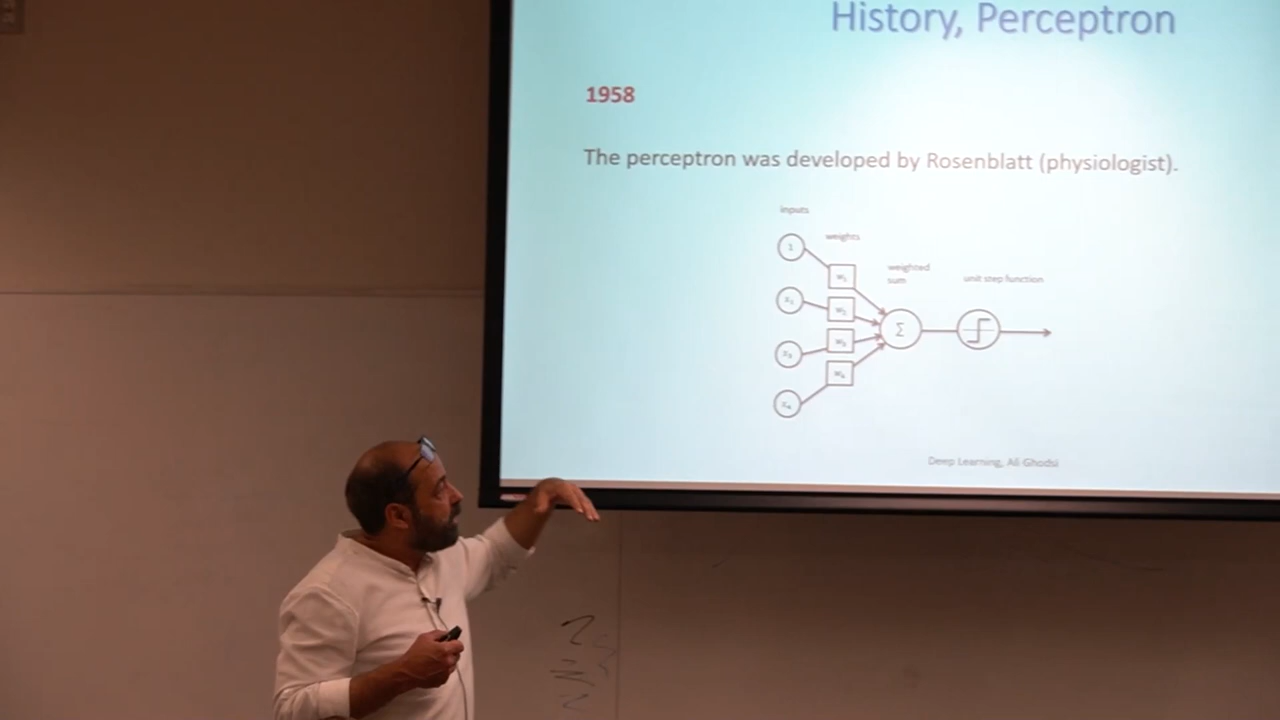 History, Perceptron
1958
The perceptron was developed by Rosenblatt (physiologist).
inputs
weights
weighted
sum
unit step function
1
Σ
Deep Learning, Ali Ghodsi